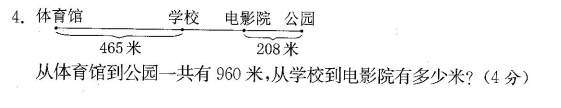 4. 体育馆 学校 电影院 公园
465米 208米
从体育馆到公园一共有960米,从学校到电影院有多少米?(4分)